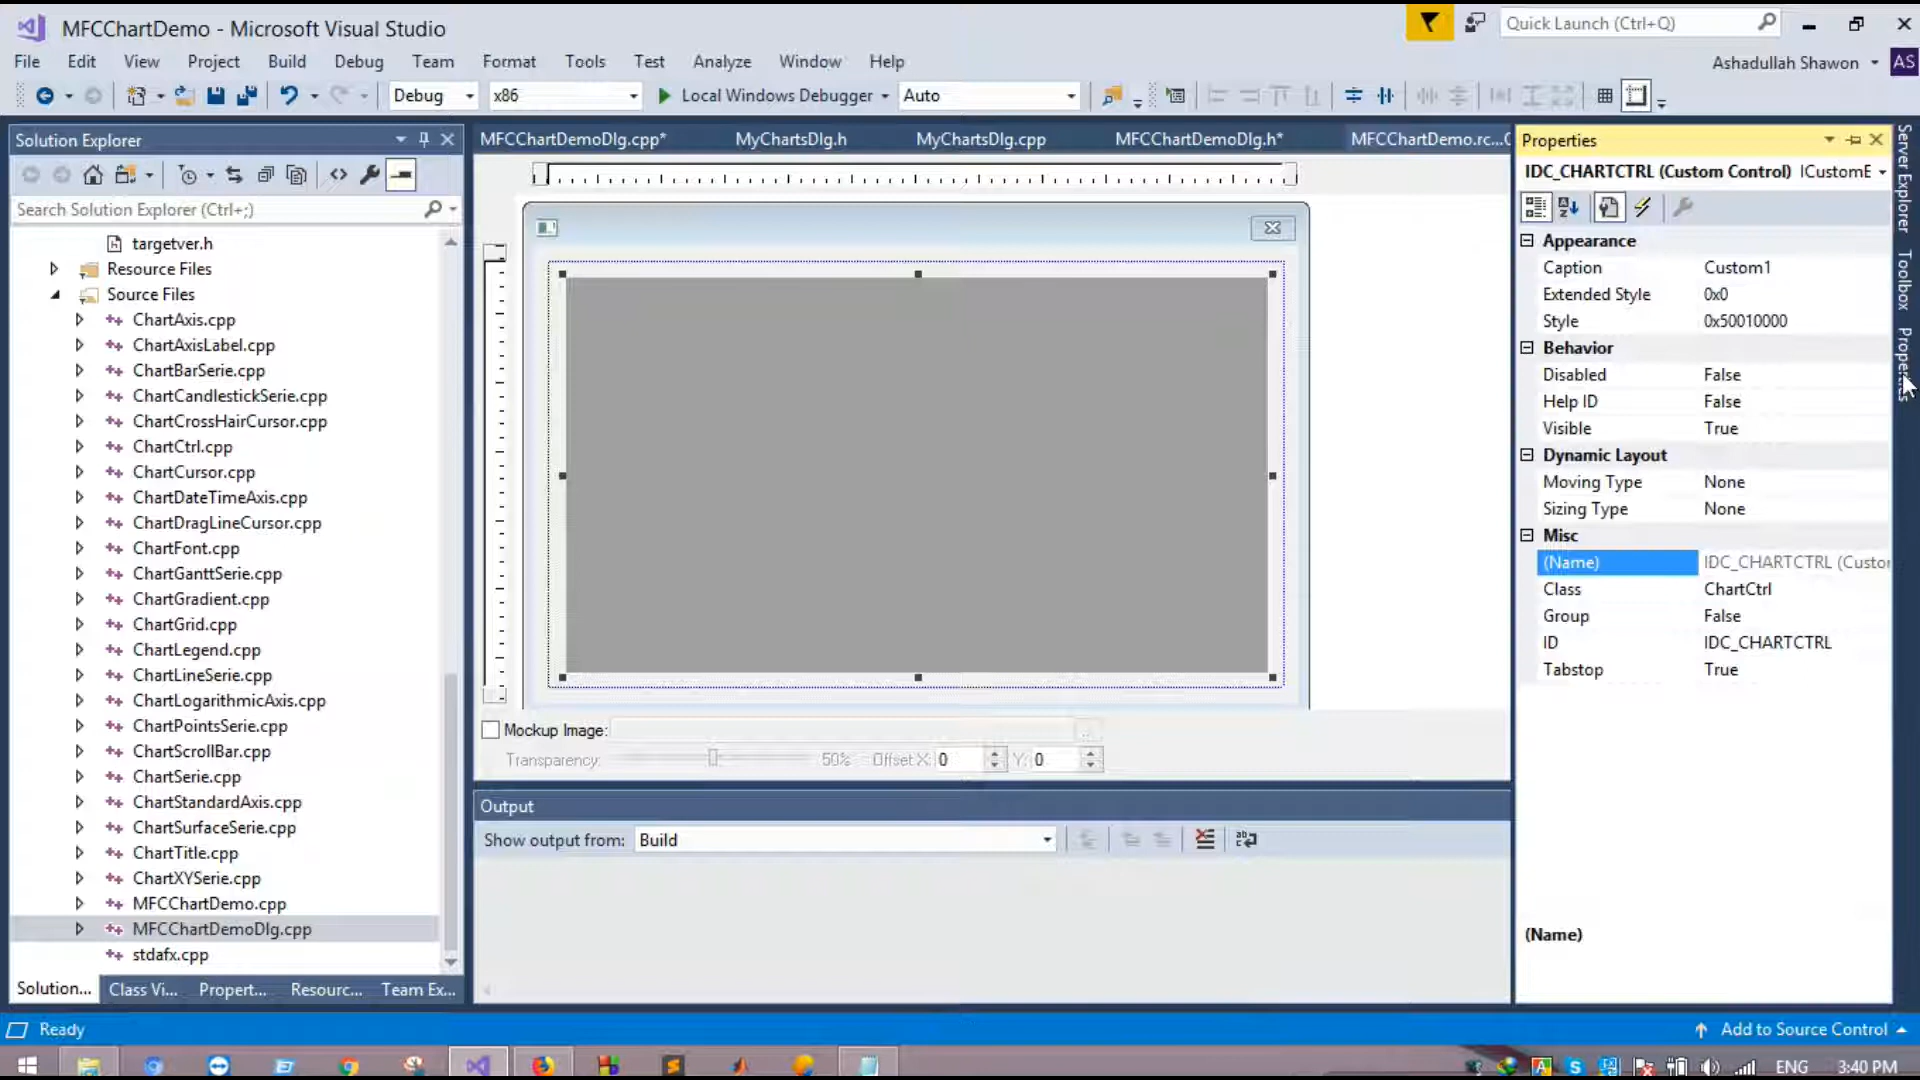 MFCChartDemo - Microsoft Visual Studio
Quick Launch (Ctrl+Q)
File Edit View Project Build Debug Team Format Tools Test Analyze Window Help
Ashadullah Shawon AS
Debug x86 Local Windows Debugger Auto
Solution Explorer
MFCChartDemoDlg.cpp* MyChartsDlg.h MyChartsDlg.cpp MFCChartDemoDlg.h* MFCChartDemo.rc...
Properties
IDC_CHARTCTRL (Custom Control) ICustomE
Search Solution Explorer (Ctrl+;)
targetver.h
Resource Files
Source Files
ChartAxis.cpp
ChartAxisLabel.cpp
ChartBarSerie.cpp
ChartCandlestickSerie.cpp
ChartCrossHairCursor.cpp
ChartCtrl.cpp
ChartCursor.cpp
ChartDateTimeAxis.cpp
ChartDragLineCursor.cpp
ChartFont.cpp
ChartGanttSerie.cpp
ChartGradient.cpp
ChartGrid.cpp
ChartLegend.cpp
ChartLineSerie.cpp
ChartLogarithmicAxis.cpp
ChartPointsSerie.cpp
ChartScrollBar.cpp
ChartSerie.cpp
ChartStandardAxis.cpp
ChartSurfaceSerie.cpp
ChartTitle.cpp
ChartXYSerie.cpp
MFCChartDemo.cpp
MFCChartDemoDlg.cpp
stdafx.cpp
Solution... Class Vi... Propert... Resourc... Team Ex...
Mockup Image:
Transparency: 50% Offset X: 0 Y: 0
Output
Show output from: Build
Appearance
Caption Custom1
Extended Style 0x0
Style 0x50010000
Behavior
Disabled False
Help ID False
Visible True
Dynamic Layout
Moving Type None
Sizing Type None
Misc
(Name) IDC_CHARTCTRL (Custor
Class ChartCtrl
Group False
ID IDC_CHARTCTRL
Tabstop True
(Name)
Server Explorer
Toolbox
Properties
Ready
Add to Source Control
ENG 3:40 PM